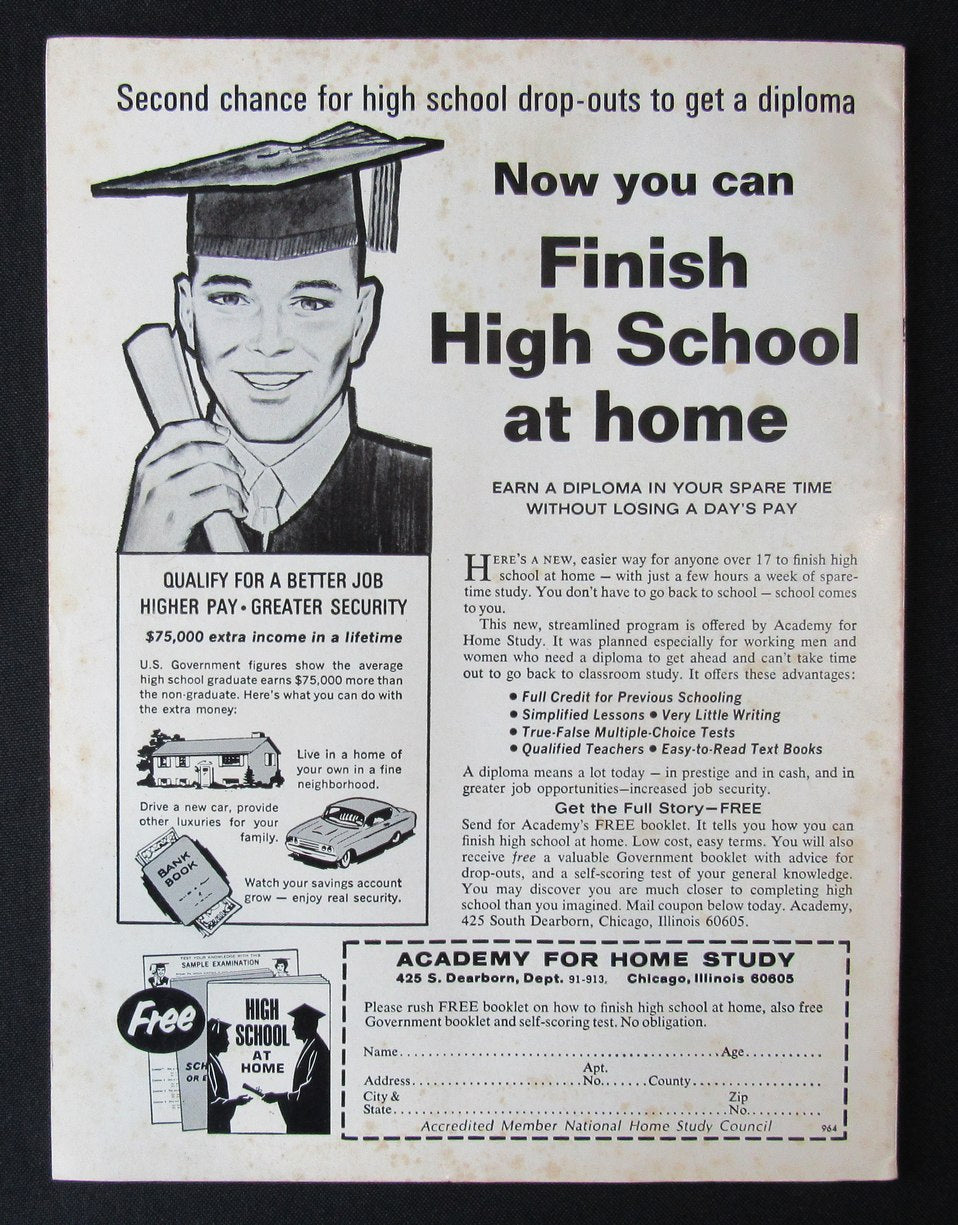 Second chance for high school drop-outs to get a diploma
Now you can
Finish
High School
at home
EARN A DIPLOMA IN YOUR SPARE TIME
WITHOUT LOSING A DAY'S PAY
QUALIFY FOR A BETTER JOB
HIGHER PAY • GREATER SECURITY
$75,000 extra income in a lifetime
U.S. Government figures show the average
high school graduate earns $75,000 more than
the non-graduate. Here's what you can do with
the extra money:
Live in a home of
your own in a fine
neighborhood.
Drive a new car, provide
other luxuries for your
family.
BANK
BOOK
Watch your savings account
grow — enjoy real security.
HERE'S A NEW, easier way for anyone over 17 to finish high
school at home — with just a few hours a week of spare-
time study. You don't have to go back to school — school comes
to you.
This new, streamlined program is offered by Academy for
Home Study. It was planned especially for working men and
women who need a diploma to get ahead and can't take time
out to go back to classroom study. It offers these advantages:
• Full Credit for Previous Schooling
• Simplified Lessons • Very Little Writing
• True-False Multiple-Choice Tests
• Qualified Teachers • Easy-to-Read Text Books
A diploma means a lot today — in prestige and in cash, and in
greater job opportunities—increased job security.
Get the Full Story—FREE
Send for Academy's FREE booklet. It tells you how you can
finish high school at home. Low cost, easy terms. You will also
receive free a valuable Government booklet with advice for
drop-outs, and a self-scoring test of your general knowledge.
You may discover you are much closer to completing high
school than you imagined. Mail coupon below today. Academy,
425 South Dearborn, Chicago, Illinois 60605.
TEST YOUR KNOWLEDGE WITH THIS
SAMPLE EXAMINATION
Free
SCH
OR E
HIGH
SCHOOL
AT
HOME
ACADEMY FOR HOME STUDY
425 S. Dearborn, Dept. 91-913, Chicago, Illinois 60605
Please rush FREE booklet on how to finish high school at home, also free
Government booklet and self-scoring test. No obligation.
Name..........Age..........
Apt.
Address..........No.......County..........
City & Zip
State..........No..........
Accredited Member National Home Study Council 964